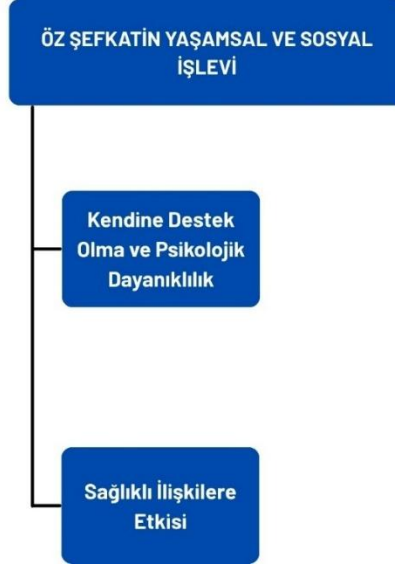 ÖZ ŞEFKATİN YAŞAMSAL VE SOSYAL
İŞLEVİ
Kendine Destek
Olma ve Psikolojik
Dayanıklılık
Sağlıklı İlişkilere
Etkisi